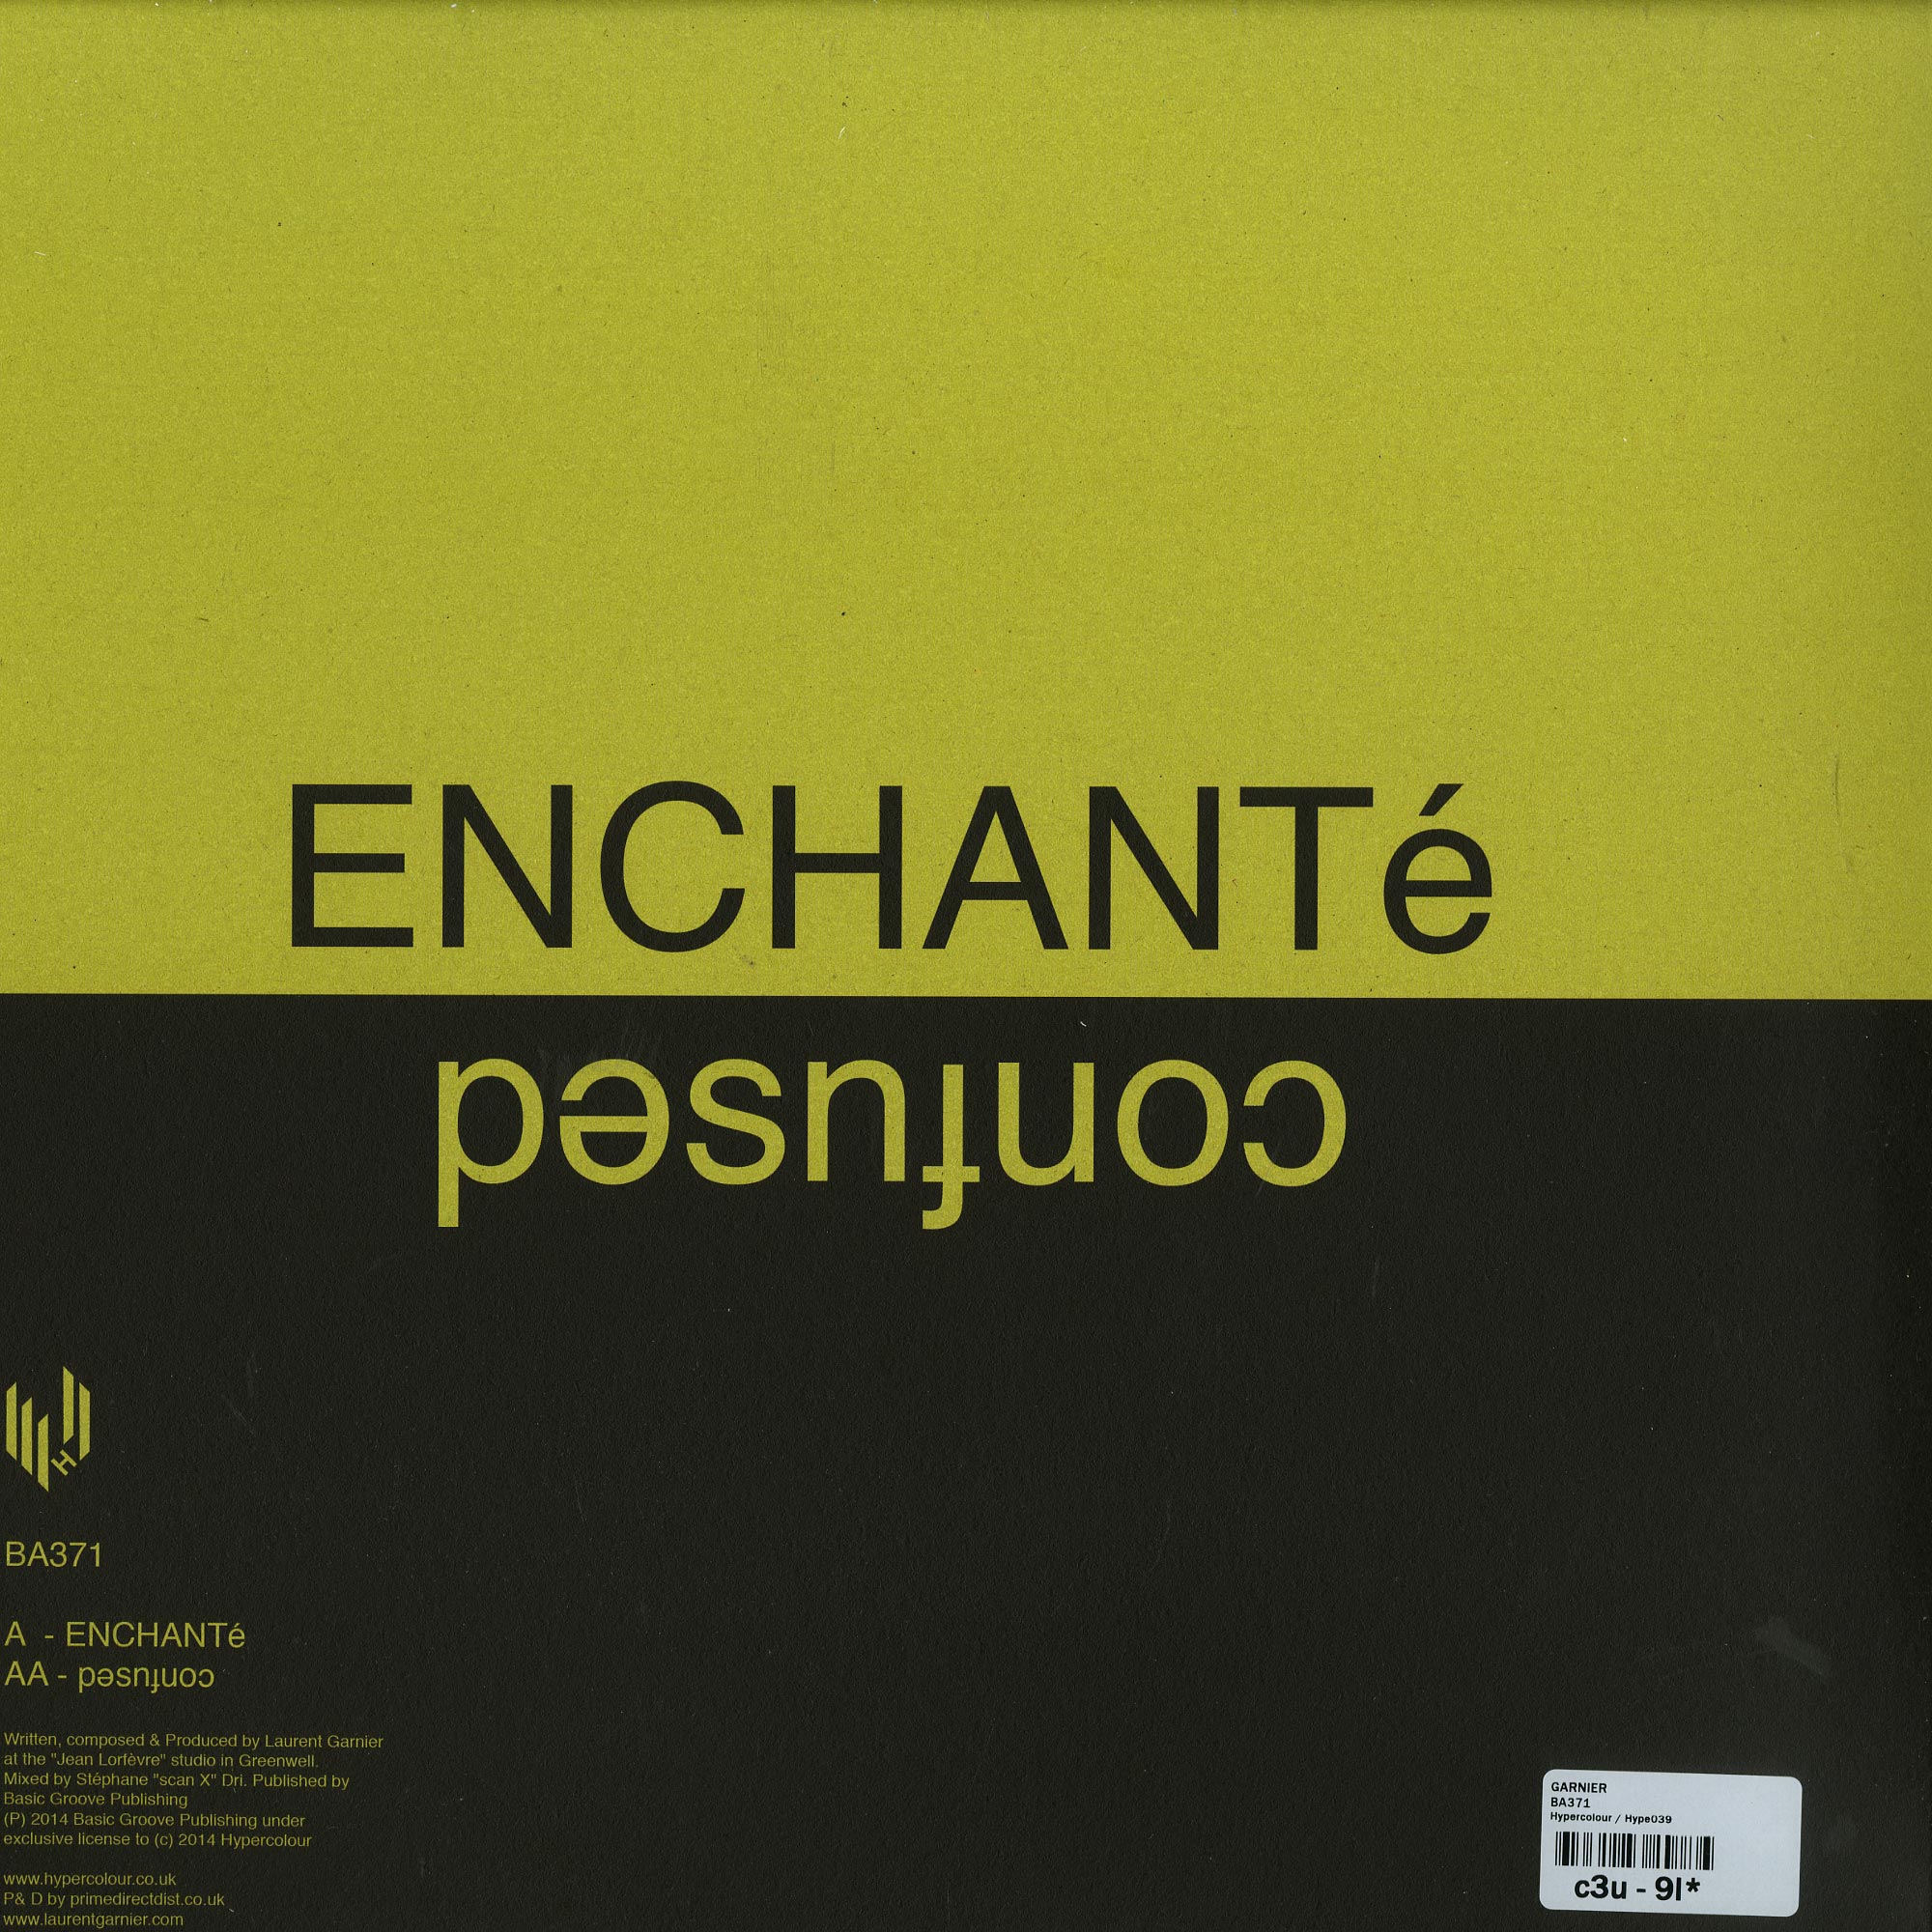 ENCHANTé
confused
H
BA371
A - ENCHANTé
AA - confused
Written, composed & Produced by Laurent Garnier
at the "Jean Lorfèvre" studio in Greenwell.
Mixed by Stéphane "scan X" Dri. Published by
Basic Groove Publishing
(P) 2014 Basic Groove Publishing under
exclusive license to (c) 2014 Hypercolour
www.hypercolour.co.uk
P& D by primedirectdist.co.uk
www.laurentgarnier.com
GARNIER
BA371
Hypercolour / Hype039
c3u - 9l*